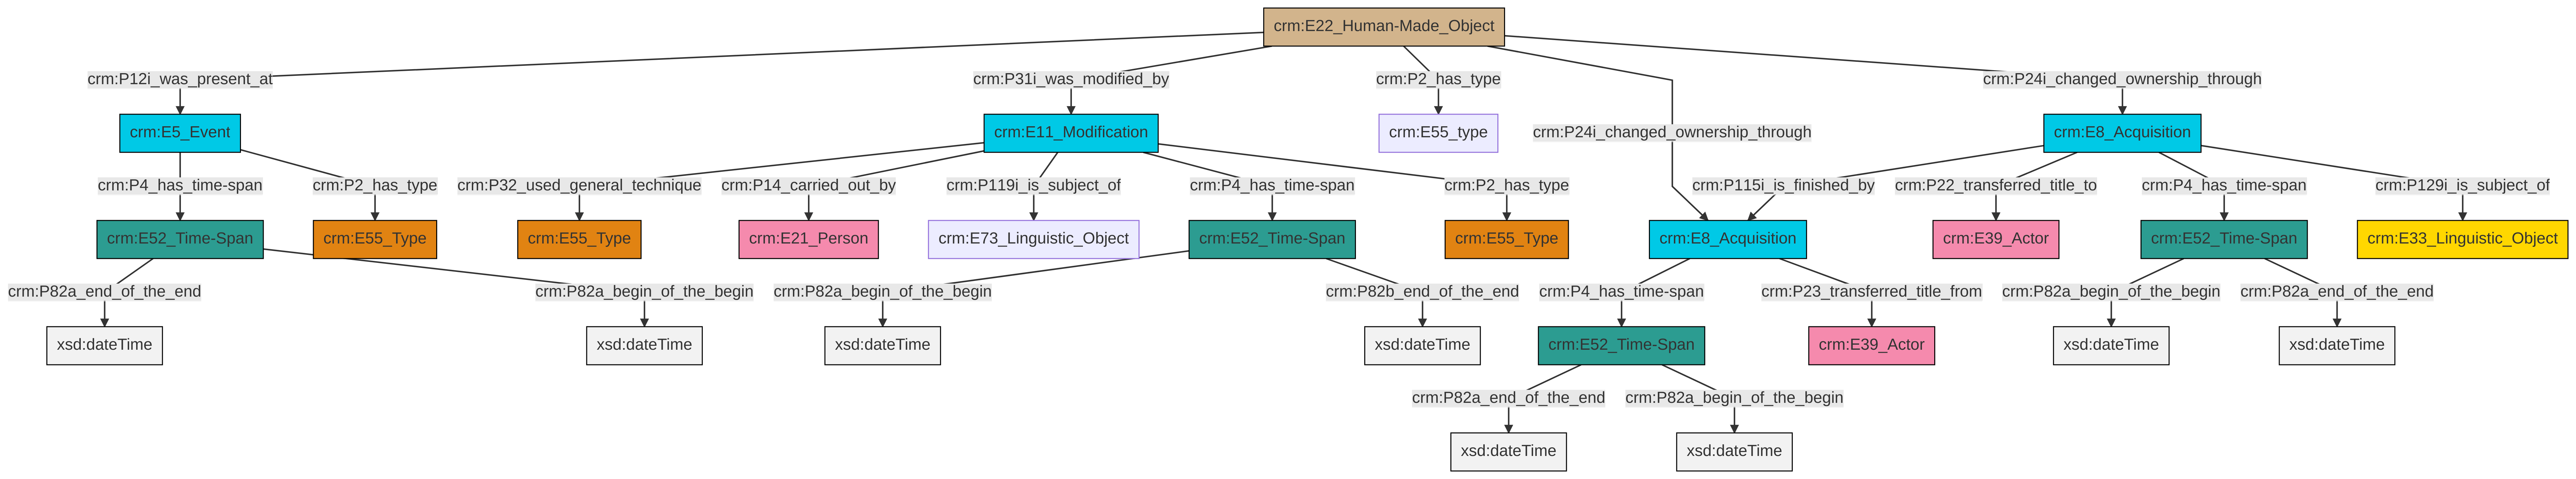 crm:E22_Human-Made_Object
crm:P12i_was_present_at
crm:P31i_was_modified_by
crm:P2_has_type
crm:P24i_changed_ownership_through
crm:E5_Event
crm:E11_Modification
crm:E55_type
crm:P24i_changed_ownership_through
crm:E8_Acquisition
crm:P4_has_time-span
crm:P2_has_type
crm:P32_used_general_technique
crm:P14_carried_out_by
crm:P119i_is_subject_of
crm:P4_has_time-span
crm:P2_has_type
crm:P115i_is_finished_by
crm:P22_transferred_title_to
crm:P4_has_time-span
crm:P129i_is_subject_of
crm:E52_Time-Span
crm:E55_Type
crm:E55_Type
crm:E21_Person
crm:E73_Linguistic_Object
crm:E52_Time-Span
crm:E55_Type
crm:E8_Acquisition
crm:E39_Actor
crm:E52_Time-Span
crm:E33_Linguistic_Object
crm:P82a_end_of_the_end
crm:P82a_begin_of_the_begin
crm:P82a_begin_of_the_begin
crm:P82b_end_of_the_end
crm:P4_has_time-span
crm:P23_transferred_title_from
crm:P82a_begin_of_the_begin
crm:P82a_end_of_the_end
xsd:dateTime
xsd:dateTime
xsd:dateTime
xsd:dateTime
crm:E52_Time-Span
crm:E39_Actor
xsd:dateTime
xsd:dateTime
crm:P82a_end_of_the_end
crm:P82a_begin_of_the_begin
xsd:dateTime
xsd:dateTime